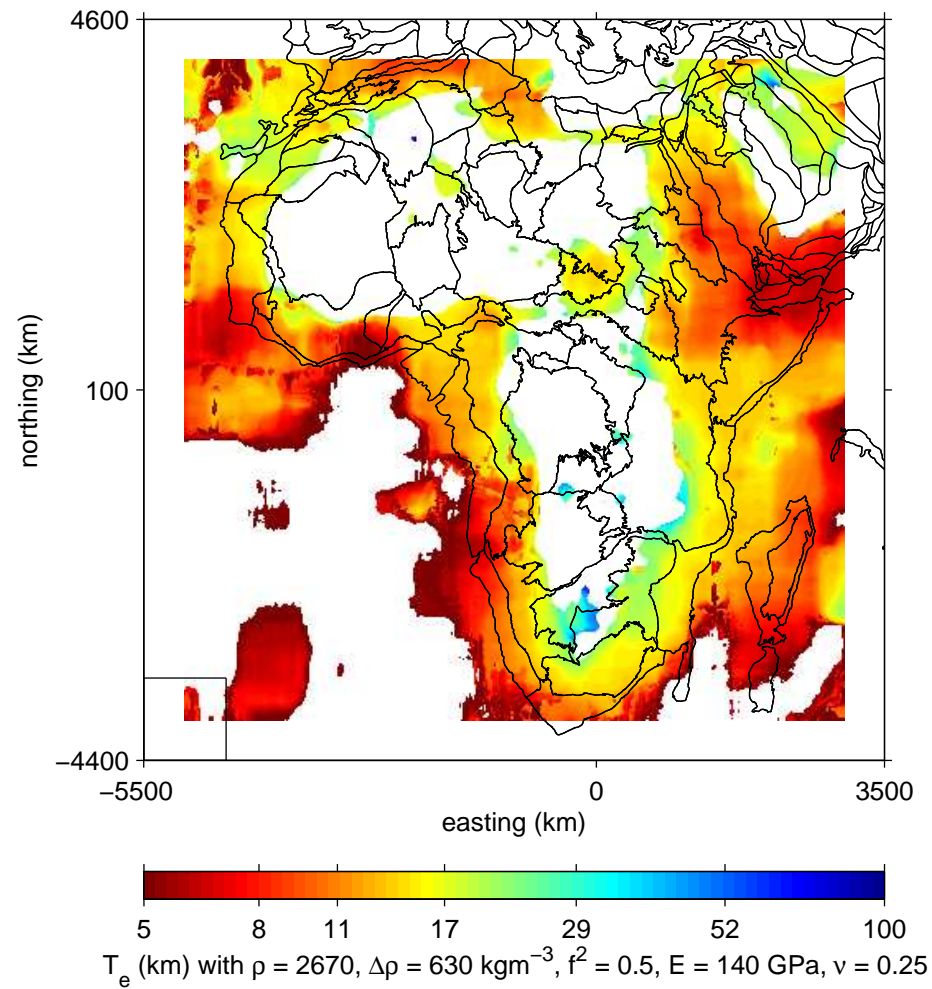 4600
100
−4400
northing (km)
−5500 0 3500
easting (km)
5 8 11 17 29 52 100
T_e (km) with ρ = 2670, Δρ = 630 kgm⁻³, f² = 0.5, E = 140 GPa, ν = 0.25